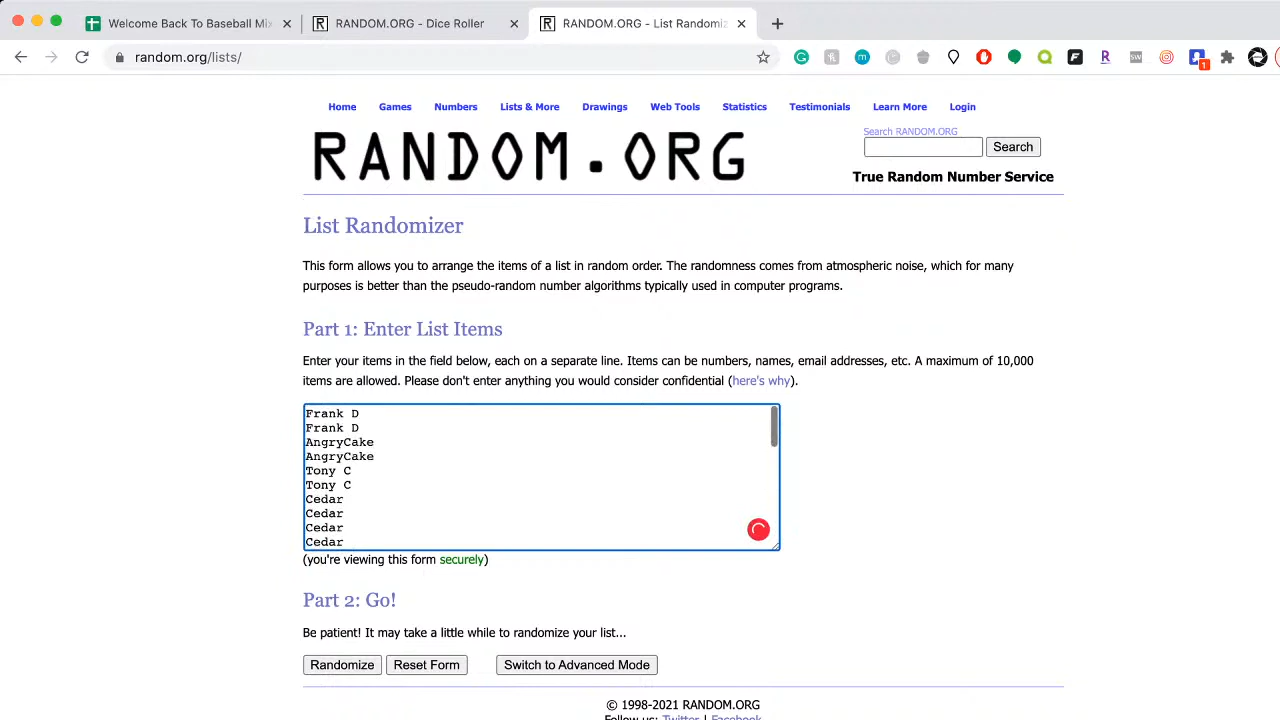 Welcome Back To Baseball Mix
RANDOM.ORG - Dice Roller
RANDOM.ORG - List Randomiz
random.org/lists/
1
Home Games Numbers Lists & More Drawings Web Tools Statistics Testimonials Learn More Login
RANDOM.ORG
Search RANDOM.ORG
Search
True Random Number Service
List Randomizer
This form allows you to arrange the items of a list in random order. The randomness comes from atmospheric noise, which for many
purposes is better than the pseudo-random number algorithms typically used in computer programs.
Part 1: Enter List Items
Enter your items in the field below, each on a separate line. Items can be numbers, names, email addresses, etc. A maximum of 10,000
items are allowed. Please don't enter anything you would consider confidential (here's why).
Frank D
Frank D
AngryCake
AngryCake
Tony C
Tony C
Cedar
Cedar
Cedar
Cedar
(you're viewing this form securely)
Part 2: Go!
Be patient! It may take a little while to randomize your list...
Randomize Reset Form Switch to Advanced Mode
© 1998-2021 RANDOM.ORG
Follow us: Twitter | Facebook